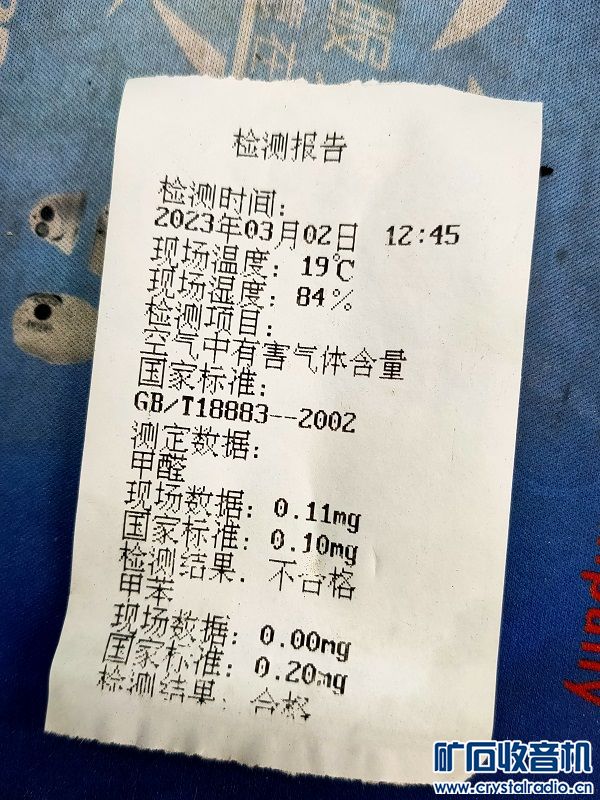 服
检测报告
检测时间:
2023年03月02日 12:45
现场温度: 19℃
现场湿度: 84%
检测项目:
空气中有害气体含量
国家标准:
GB/T18883--2002
测定数据:
甲醛
现场数据: 0.11mg
国家标准: 0.10mg
检测结果: 不合格
甲苯
现场数据: 0.00mg
国家标准: 0.20mg
检测结果: 合格
矿石收音机
www.crystalradio.cn